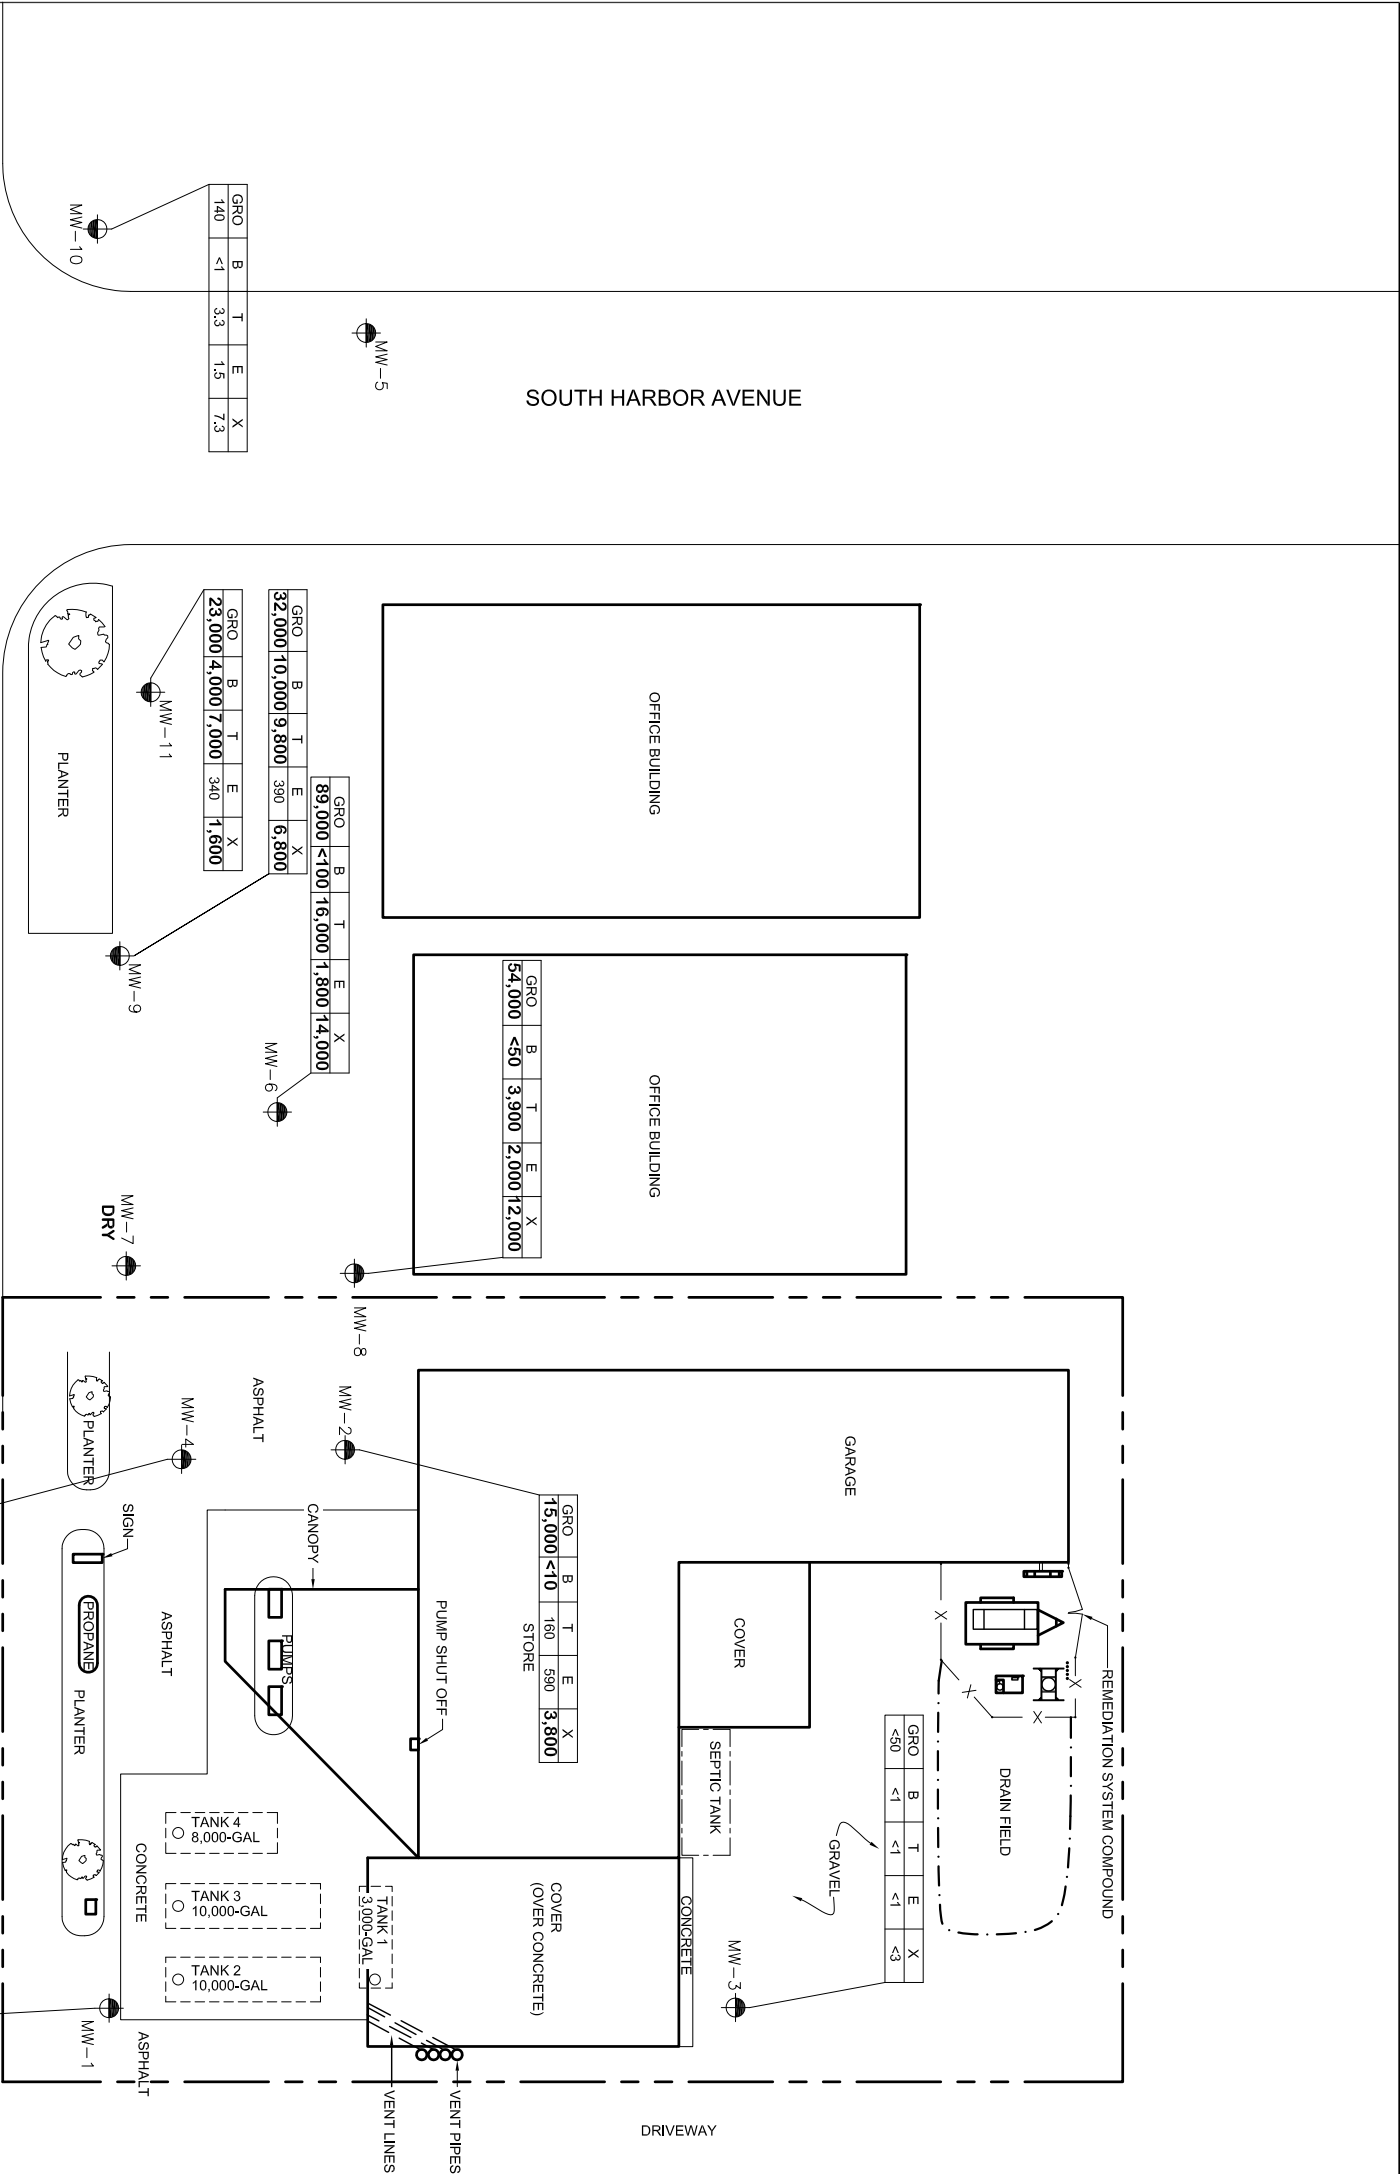 SOUTH HARBOR AVENUE
MW-10
GRO B T E X
140 <1 3.3 1.5 7.3
MW-5
OFFICE BUILDING
GRO B T E X
32,000 10,000 9,800 390 6,800
GRO B T E X
23,000 4,000 7,000 340 1,600
MW-11
PLANTER
GRO B T E X
89,000 <100 16,000 1,800 14,000
MW-9
MW-6
OFFICE BUILDING
GRO B T E X
54,000 <50 3,900 2,000 12,000
MW-7
DRY
MW-8
GARAGE
ASPHALT
MW-2
MW-4
PLANTER
SIGN
CANOPY
GRO B T E X
15,000 <10 160 590 3,800
STORE
COVER
REMEDIATION SYSTEM COMPOUND
X
X
X
X
PUMPS
PUMP SHUT OFF
ASPHALT
PROPANE
PLANTER
SEPTIC TANK
DRAIN FIELD
GRO B T E X
<50 <1 <1 <1 <3
GRAVEL
TANK 4
8,000-GAL
TANK 3
10,000-GAL
TANK 2
10,000-GAL
TANK 1
3,000-GAL
CONCRETE
COVER
(OVER CONCRETE)
CONCRETE
MW-3
MW-1
ASPHALT
VENT LINES
VENT PIPES
DRIVEWAY